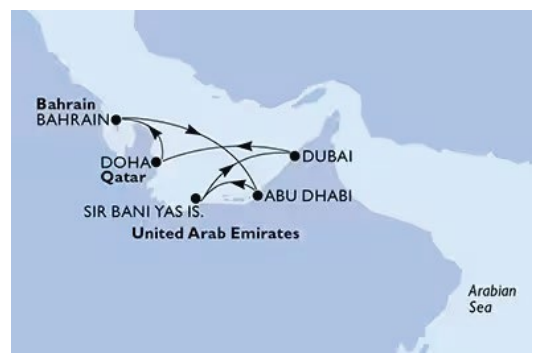 Bahrain
BAHRAIN
DOHA
Qatar
DUBAI
ABU DHABI
SIR BANI YAS IS.
United Arab Emirates
Arabian
Sea